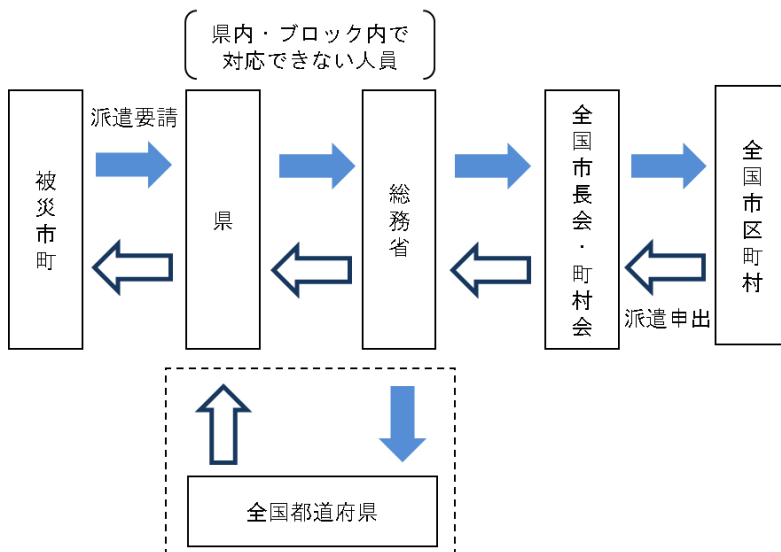 県内・ブロック内で
対応できない人員
派遣要請
被災市町
県
総務省
全国市長会・町村会
全国市区町村
派遣申出
全国都道府県